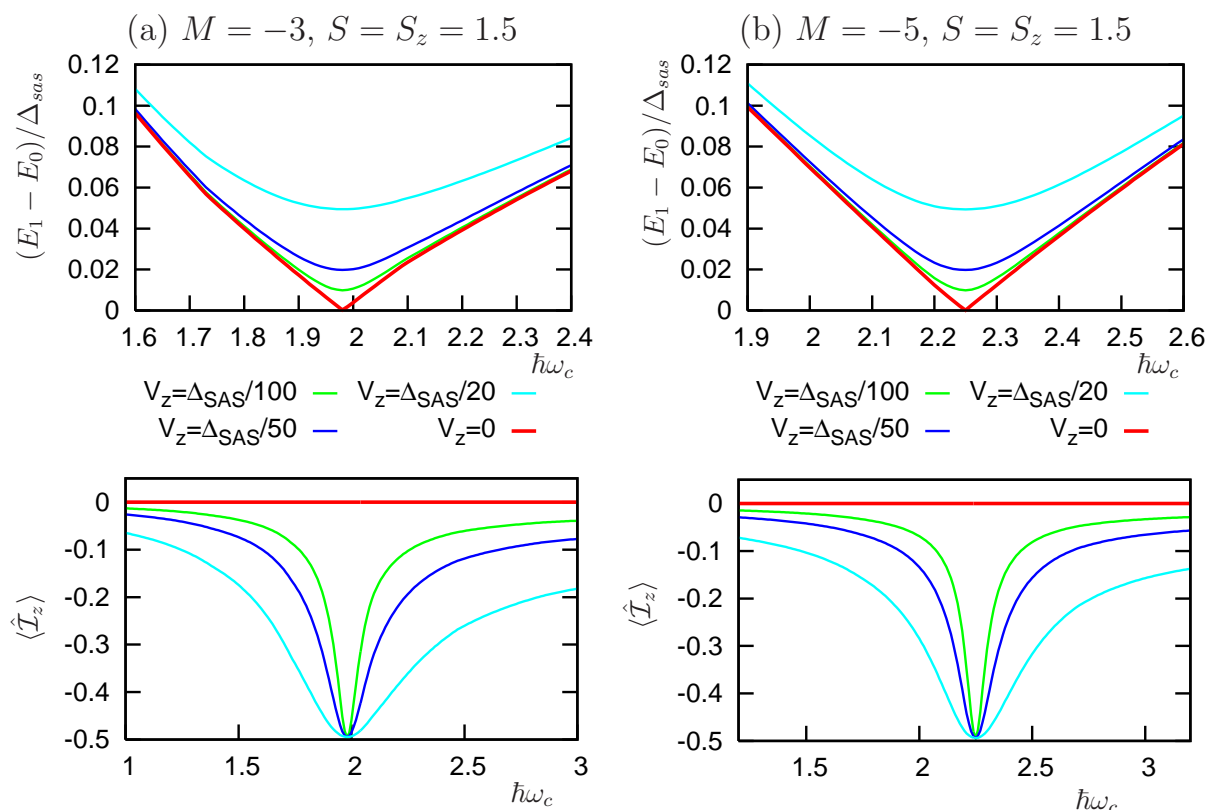 (a) M = −3, S = S_z = 1.5
(E_1 − E_0)/Δ_sas
0.12
0.1
0.08
0.06
0.04
0.02
0
1.6 1.7 1.8 1.9 2 2.1 2.2 2.3 2.4
ħω_c
V_z=Δ_SAS/100 V_z=Δ_SAS/20
V_z=Δ_SAS/50 V_z=0
⟨Î_z⟩
0
-0.1
-0.2
-0.3
-0.4
-0.5
1 1.5 2 2.5 3
ħω_c
(b) M = −5, S = S_z = 1.5
(E_1 − E_0)/Δ_sas
0.12
0.1
0.08
0.06
0.04
0.02
0
1.9 2 2.1 2.2 2.3 2.4 2.5 2.6
ħω_c
V_z=Δ_SAS/100 V_z=Δ_SAS/20
V_z=Δ_SAS/50 V_z=0
⟨Î_z⟩
0
-0.1
-0.2
-0.3
-0.4
-0.5
1.5 2 2.5 3
ħω_c